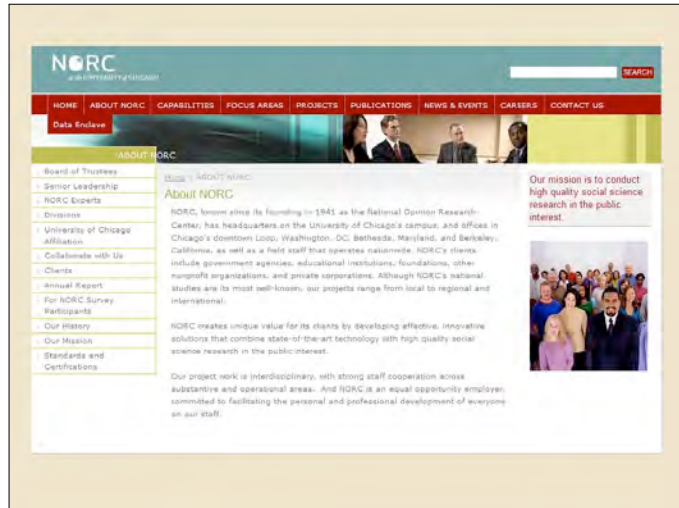 NORC
at the UNIVERSITY of CHICAGO
SEARCH
HOME ABOUT NORC CAPABILITIES FOCUS AREAS PROJECTS PUBLICATIONS NEWS & EVENTS CAREERS CONTACT US
Data Enclave
ABOUT NORC
Board of Trustees
Senior Leadership
NORC Experts
Divisions
University of Chicago
Affiliation
Collaborate with Us
Clients
Annual Report
For NORC Survey
Participants
Our History
Our Mission
Standards and
Certifications
Home > ABOUT NORC
About NORC
NORC, known since its founding in 1941 as the National Opinion Research
Center, has headquarters on the University of Chicago's campus, and offices in
Chicago's downtown Loop, Washington, DC, Bethesda, Maryland, and Berkeley,
California, as well as a field staff that operates nationwide. NORC's clients
include government agencies, educational institutions, foundations, other
nonprofit organizations, and private corporations. Although NORC's national
studies are its most well-known, our projects range from local to regional and
international.
NORC creates unique value for its clients by developing effective, innovative
solutions that combine state-of-the-art technology with high quality social
science research in the public interest.
Our project work is interdisciplinary, with strong staff cooperation across
substantive and operational areas. And NORC is an equal opportunity employer,
committed to facilitating the personal and professional development of everyone
on our staff.
Our mission is to conduct
high quality social science
research in the public
interest.